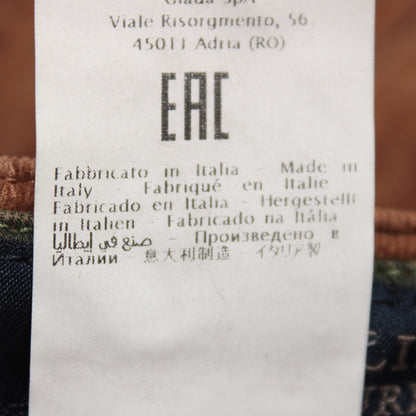 Giada SpA
Viale Risorgimento, 56
45011 Adria (RO)
EAC
Fabbricato in Italia - Made in
Italy Fabriqué en Italie
Fabricado en Italia - Hergestellt
in Italien - Fabricado na Itália
صنع في إيطاليا - Произведено в
Италии - 意大利制造 - イタリア製